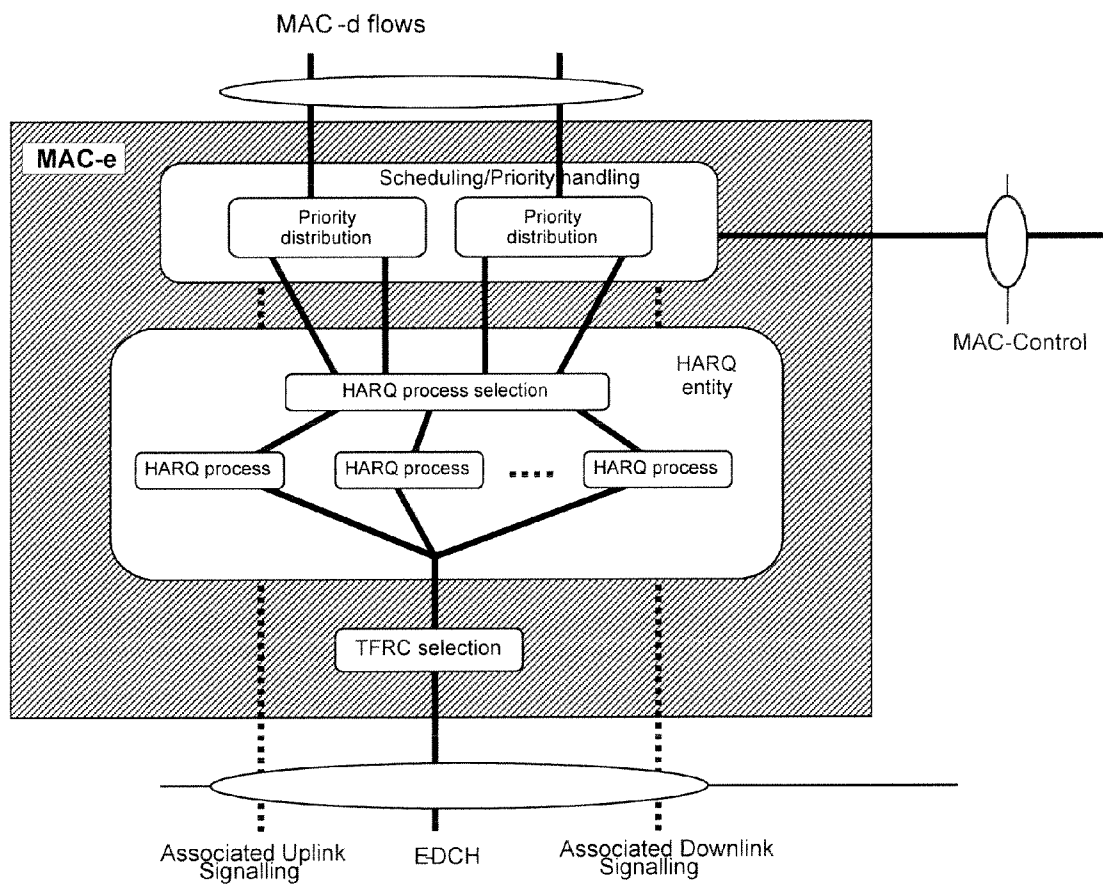 MAC-d flows
MAC-e
Scheduling/Priority handling
Priority
distribution
Priority
distribution
MAC-Control
HARQ
entity
HARQ process selection
HARQ process
HARQ process
HARQ process
TFRC selection
Associated Uplink
Signalling
E-DCH
Associated Downlink
Signalling